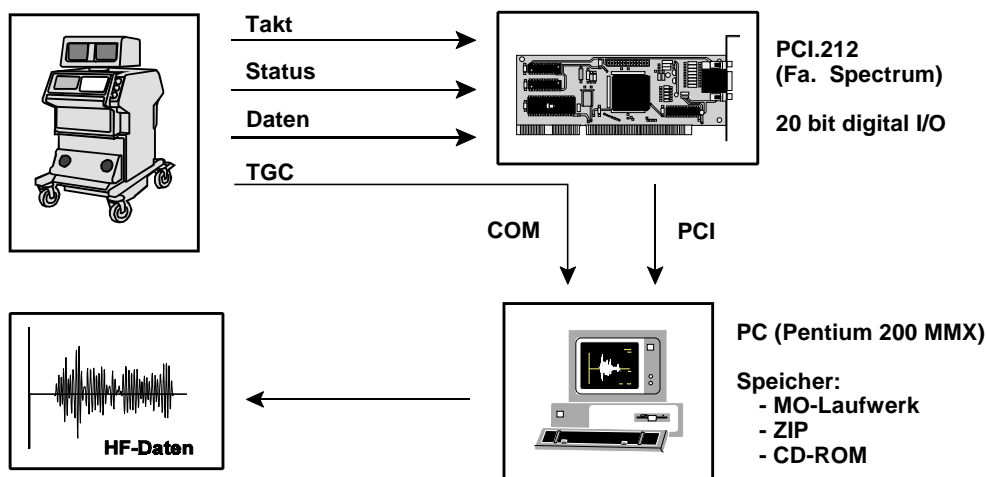 Takt
Status
Daten
TGC
PCI.212
(Fa. Spectrum)
20 bit digital I/O
COM
PCI
HF-Daten
PC (Pentium 200 MMX)
Speicher:
- MO-Laufwerk
- ZIP
- CD-ROM